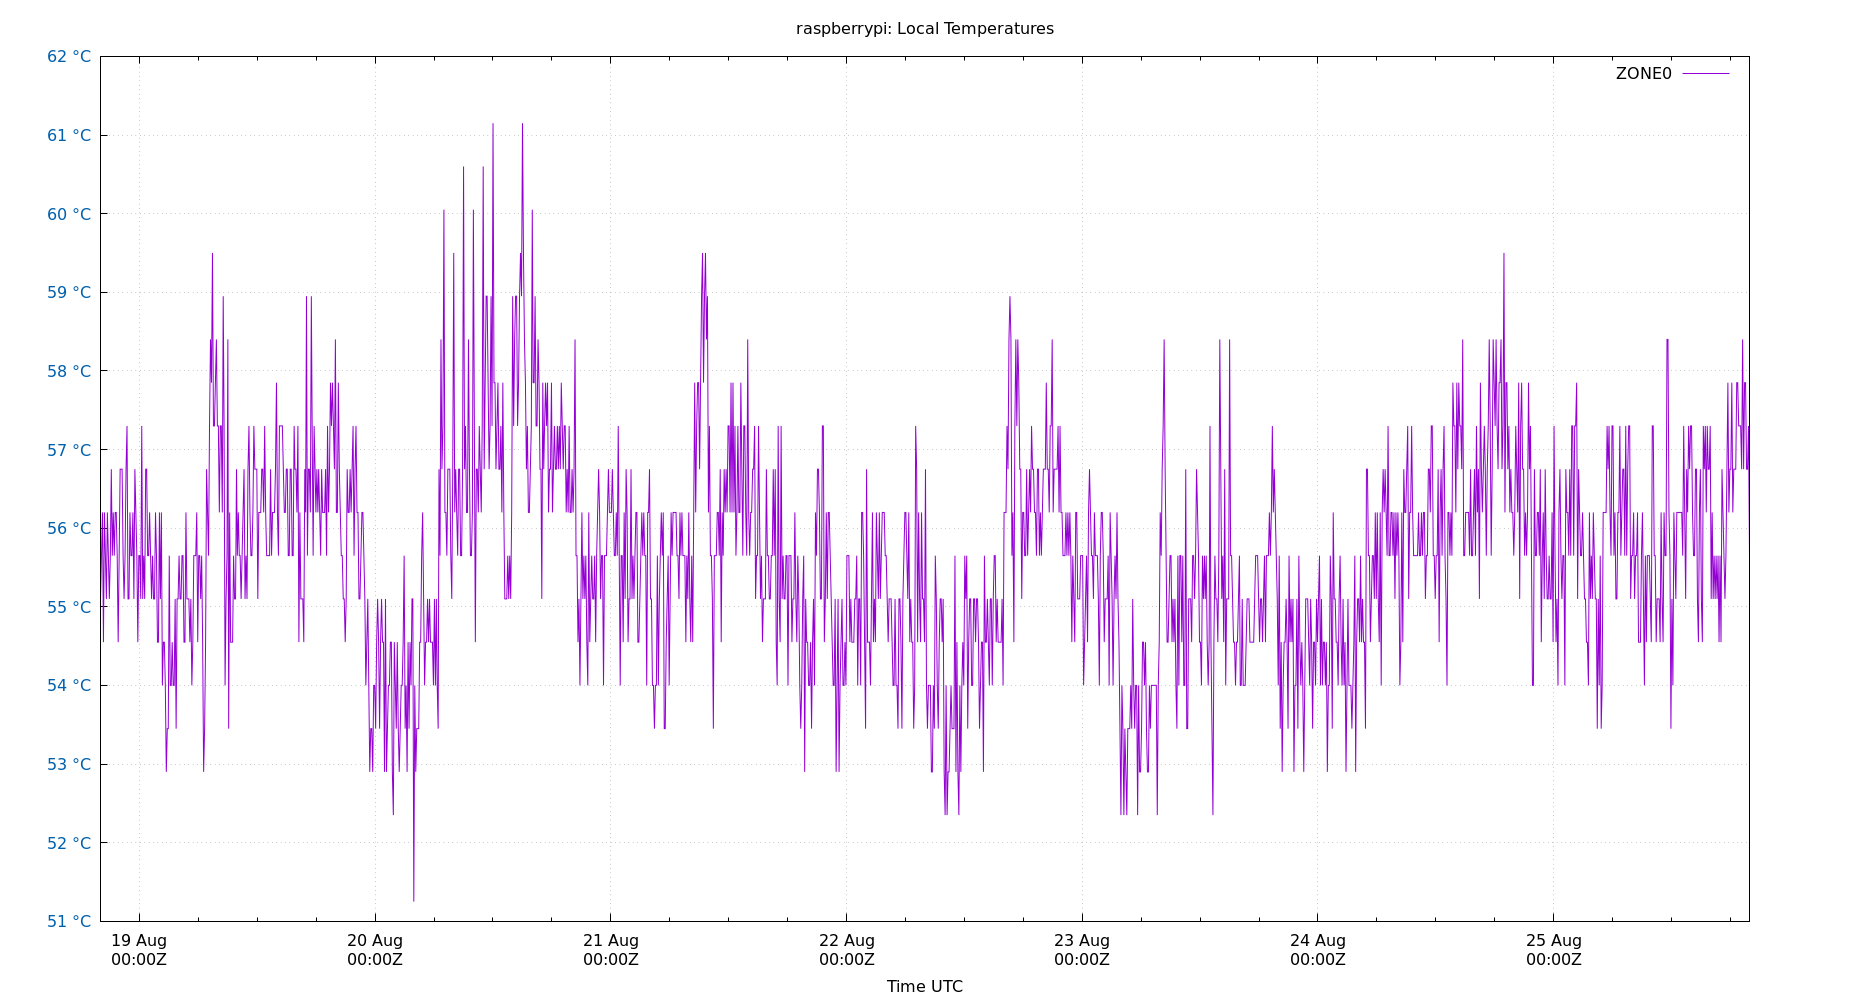 raspberrypi: Local Temperatures
62 °C
ZONE0
61 °C
60 °C
59 °C
58 °C
57 °C
56 °C
55 °C
54 °C
53 °C
52 °C
51 °C
19 Aug 20 Aug 21 Aug 22 Aug 23 Aug 24 Aug 25 Aug
00:00Z 00:00Z 00:00Z 00:00Z 00:00Z 00:00Z 00:00Z
Time UTC